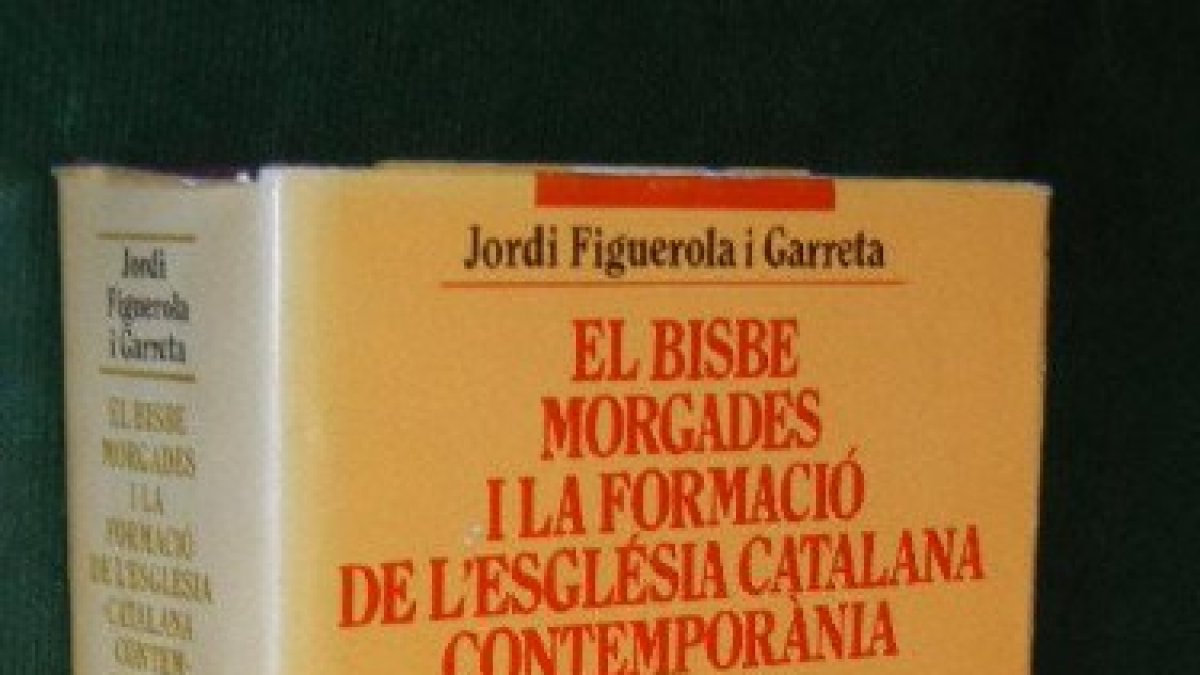 Jordi
Figuerola
i Garreta
EL BISBE
MORGADES
I LA
FORMACIÓ
DE L'ESGLÉSIA
CATALANA
CONTEM-
Jordi Figuerola i Garreta
EL BISBE
MORGADES
I LA FORMACIÓ
DE L'ESGLÉSIA CATALANA
CONTEMPORÀNIA